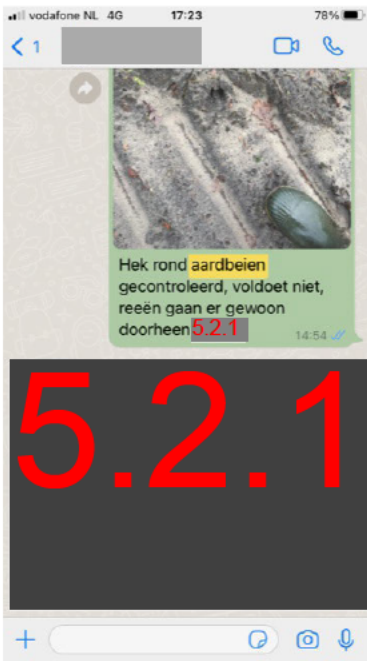 vodafone NL 4G 17:23 78%
1
Hek rond aardbeien
gecontroleerd, voldoet niet,
reeën gaan er gewoon
doorheen 5.2.1
14:54
5.2.1